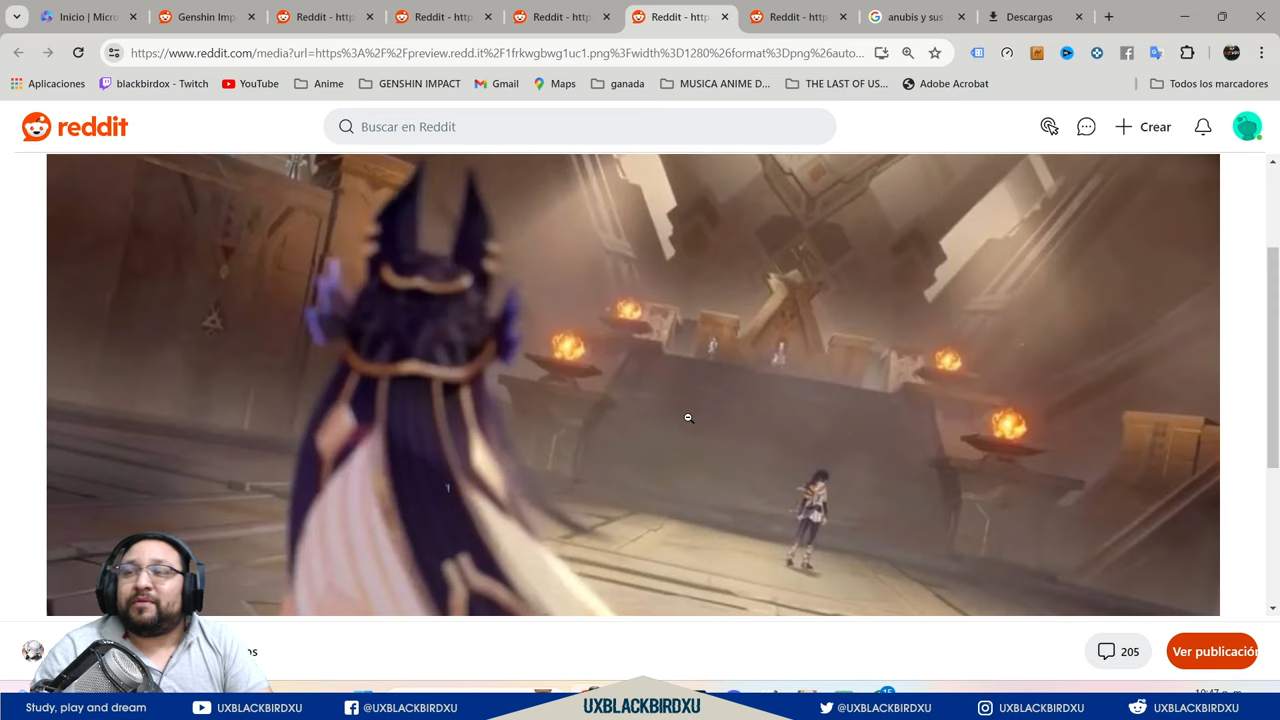 Inicio | Micros
Genshin Imp
Reddit - http
Reddit - http
Reddit - http
Reddit - http
Reddit - http
anubis y sus
Descargas
https://www.reddit.com/media?url=https%3A%2F%2Fpreview.redd.it%2F1frkwgbwg1uc1.png%3Fwidth%3D1280%26format%3Dpng%26auto...
Aplicaciones
blackbirdox - Twitch
YouTube
Anime
GENSHIN IMPACT
Gmail
Maps
ganada
MUSICA ANIME D...
THE LAST OF US...
Adobe Acrobat
Todos los marcadores
reddit
Buscar en Reddit
Crear
os
205
Ver publicación
15
Study, play and dream
UXBLACKBIRDXU
@UXBLACKBIRDXU
UXBLACKBIRDXU
@UXBLACKBIRDXU
UXBLACKBIRDXU
UXBLACKBIRDXU